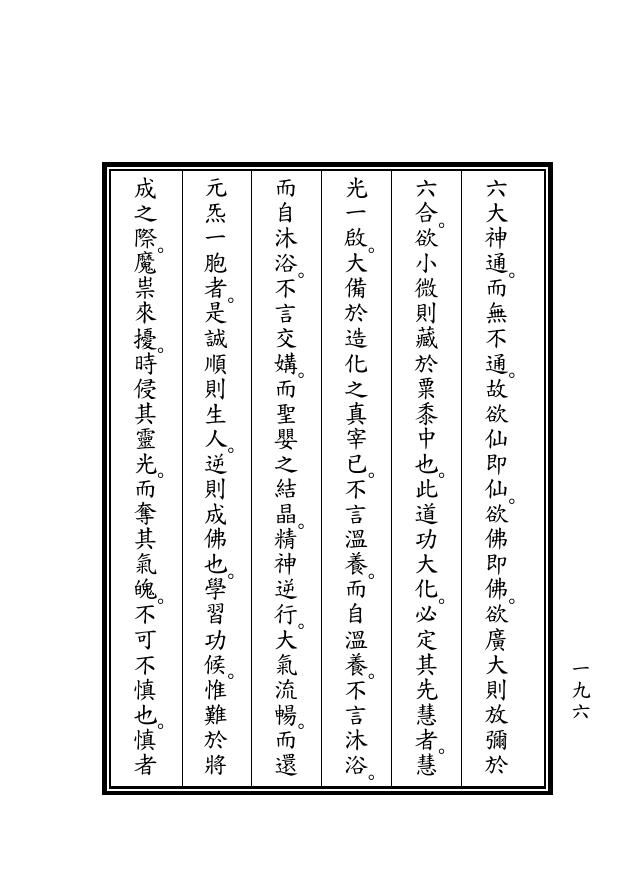 六大神通。而無不通。故欲仙即仙。欲佛即佛。欲廣大則放彌於
六合。欲小微則藏於粟黍中也。此道功大化。必定其先慧者。慧
光一啟。大備於造化之真宰已。不言溫養。而自溫養。不言沐浴。
而自沐浴。不言交媾。而聖嬰之結晶。精神逆行。大氣流暢。而還
元炁一胞者。是誠順則生人。逆則成佛也。學習功候。惟難於將
成之際。魔祟來擾。時侵其靈光。而奪其氣魄。不可不慎也。慎者
一九六